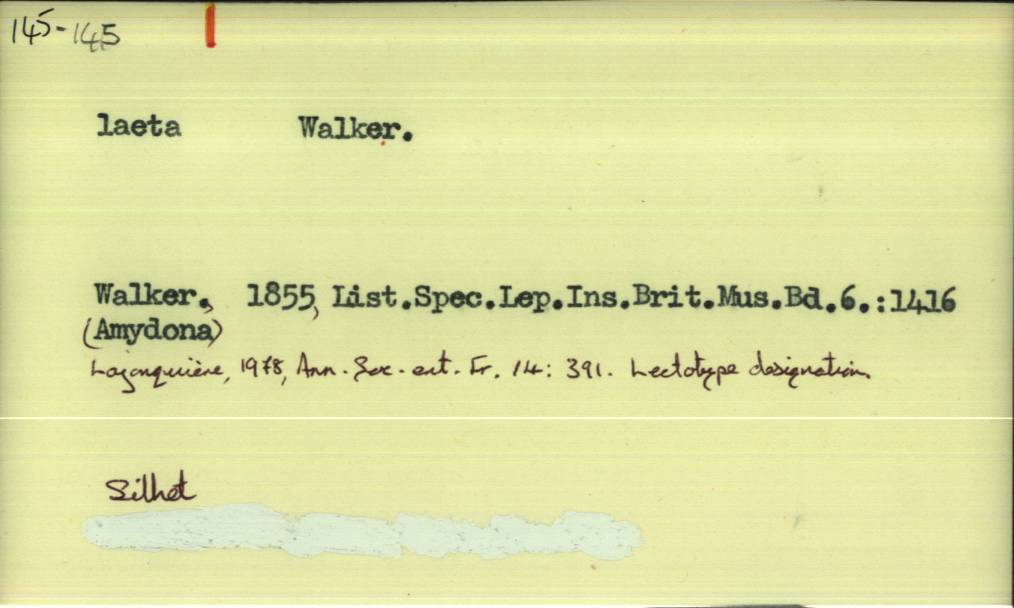 145-145
laeta Walker.
Walker., 1855, List.Spec.Lep.Ins.Brit.Mus.Bd.6.:1416
(Amydona)
Lajonquière, 1978, Ann. Soc. ent. Fr. 14: 391. Lectotype designation.
Silhet